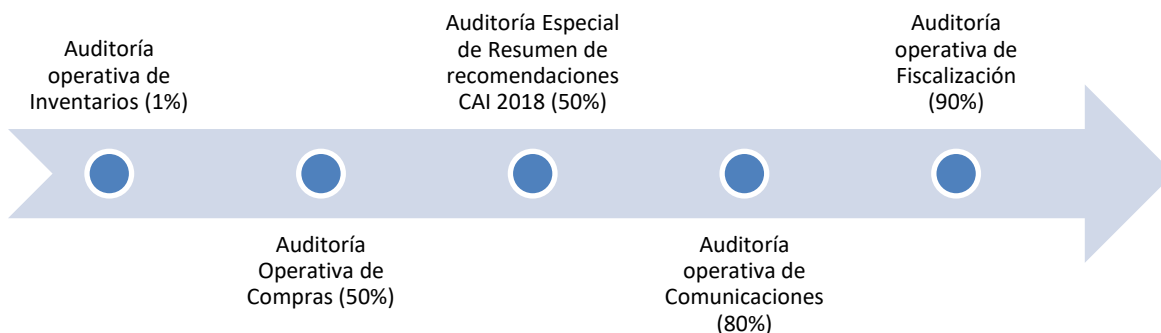 Auditoría
operativa de
Inventarios (1%)
Auditoría
Operativa de
Compras (50%)
Auditoría Especial
de Resumen de
recomendaciones
CAI 2018 (50%)
Auditoría
operativa de
Comunicaciones
(80%)
Auditoría
operativa de
Fiscalización
(90%)